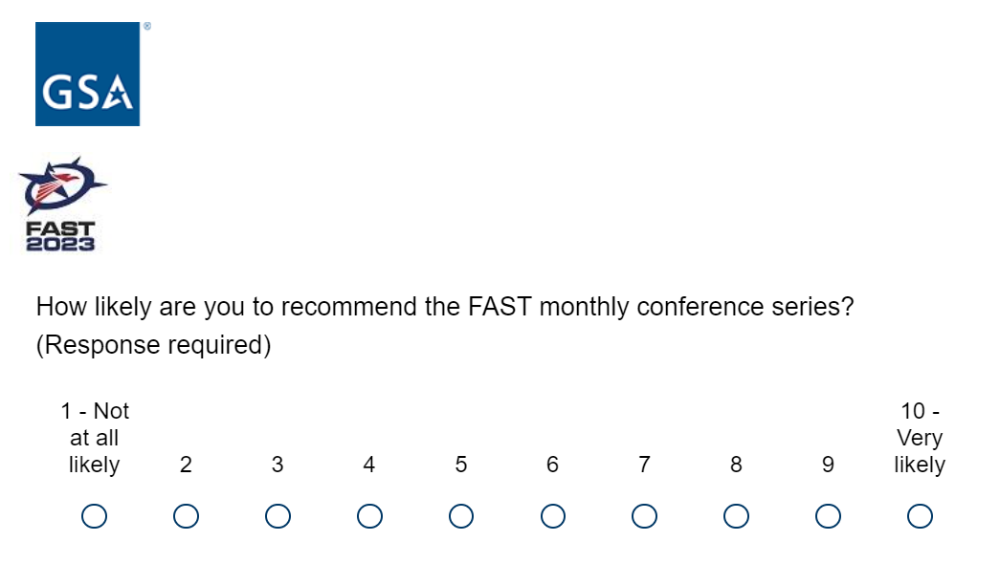 GSA
®
FAST
2023
How likely are you to recommend the FAST monthly conference series?
(Response required)
1 - Not at all likely 2 3 4 5 6 7 8 9 10 - Very likely